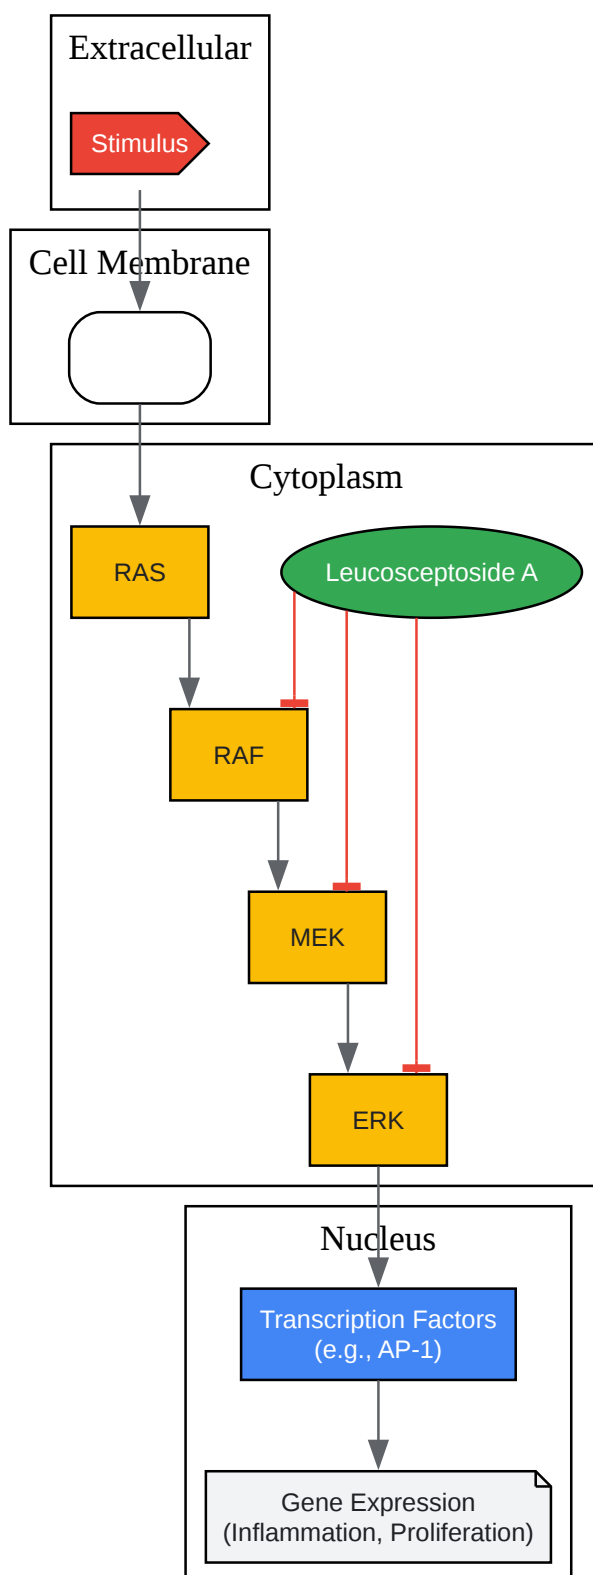 Extracellular
Stimulus
Cell Membrane
Cytoplasm
RAS
Leucosceptoside A
RAF
MEK
ERK
Nucleus
Transcription Factors
(e.g., AP-1)
Gene Expression
(Inflammation, Proliferation)